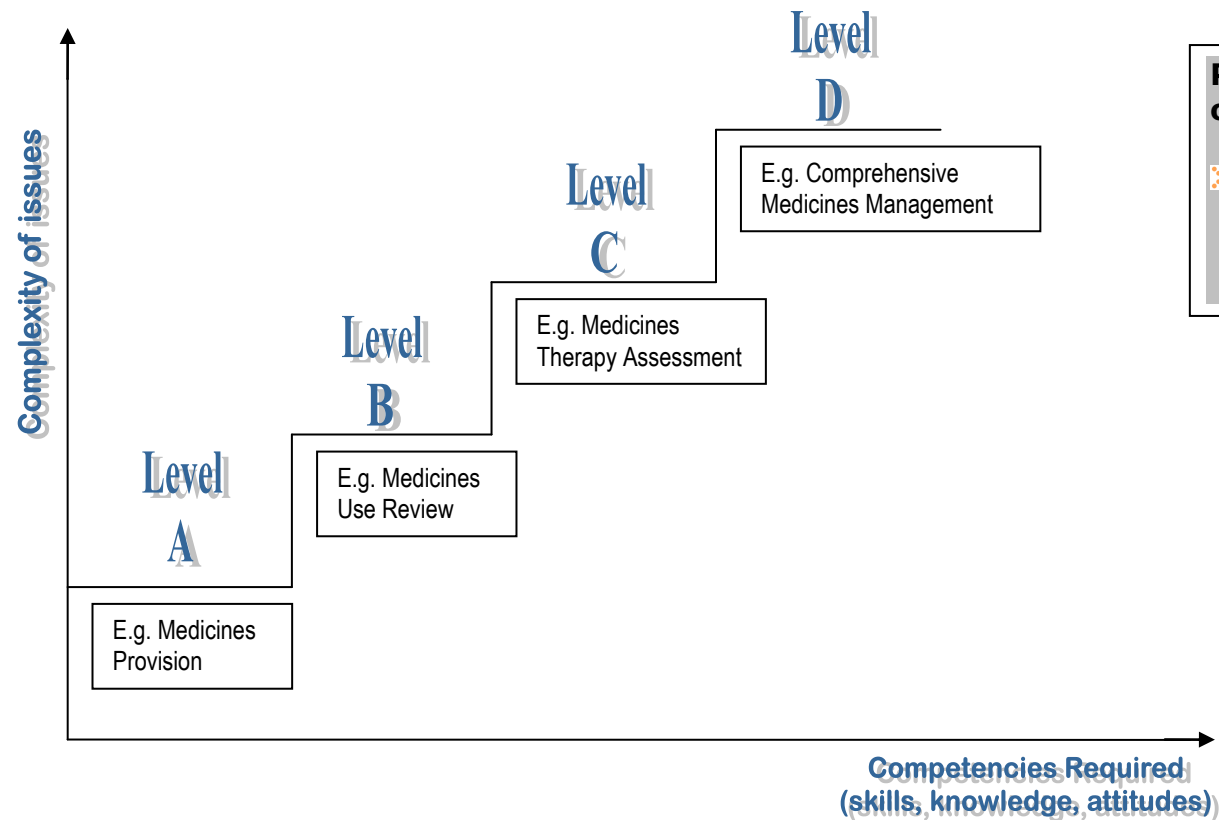 Level
D
E.g. Comprehensive
Medicines Management
Level
C
E.g. Medicines
Therapy Assessment
Level
B
E.g. Medicines
Use Review
Level
A
E.g. Medicines
Provision
Complexity of issues
Competencies Required
(skills, knowledge, attitudes)